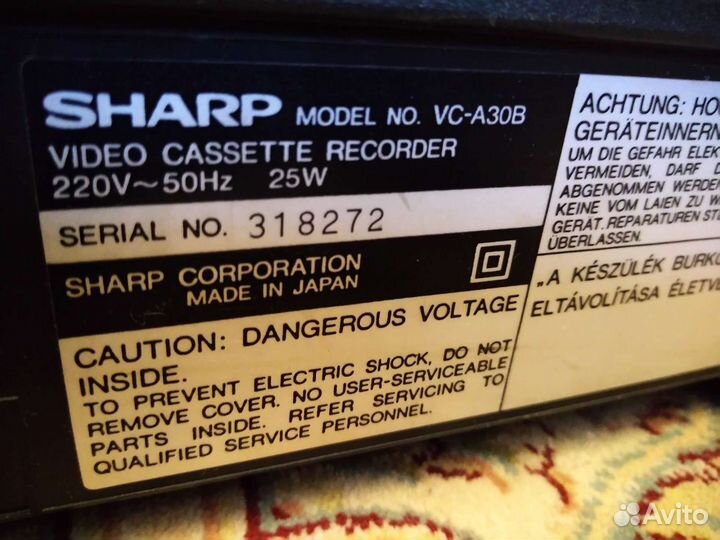 SHARP MODEL NO. VC-A30B
VIDEO CASSETTE RECORDER
220V~50Hz 25W
SERIAL NO. 318272
SHARP CORPORATION
MADE IN JAPAN
CAUTION: DANGEROUS VOLTAGE
INSIDE.
TO PREVENT ELECTRIC SHOCK, DO NOT
REMOVE COVER. NO USER-SERVICEABLE
PARTS INSIDE. REFER SERVICING TO
QUALIFIED SERVICE PERSONNEL.
ACHTUNG:
GERÄTEINNERN
UM DIE GEFAHR
VERMEIDEN, DARF
ABGENOMMEN WERDEN
KEINE VOM LAIEN ZU
GERÄT. REPARATUREN
ÜBERLASSEN.
„A KÉSZÜLÉK
ELTÁVOLÍTÁSA
Avito